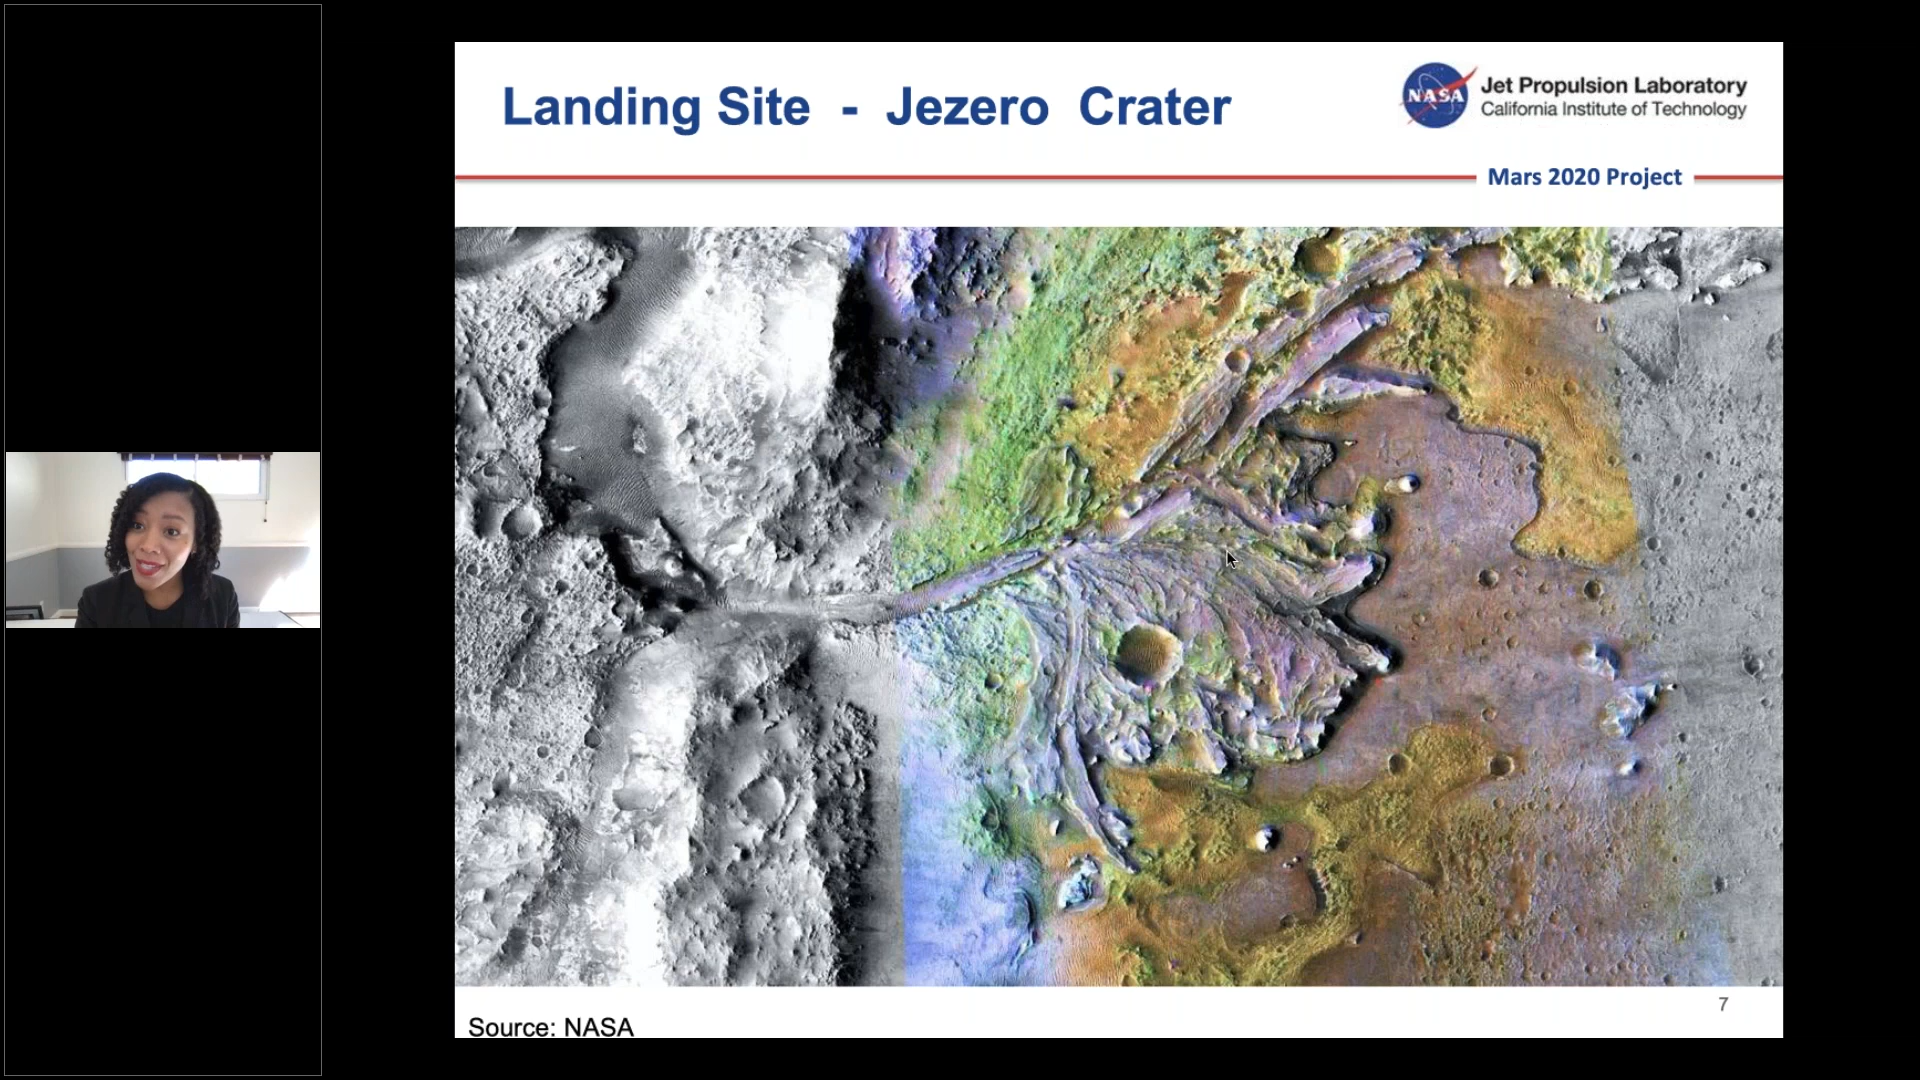 Landing Site - Jezero Crater
NASA
Jet Propulsion Laboratory
California Institute of Technology
Mars 2020 Project
7
Source: NASA